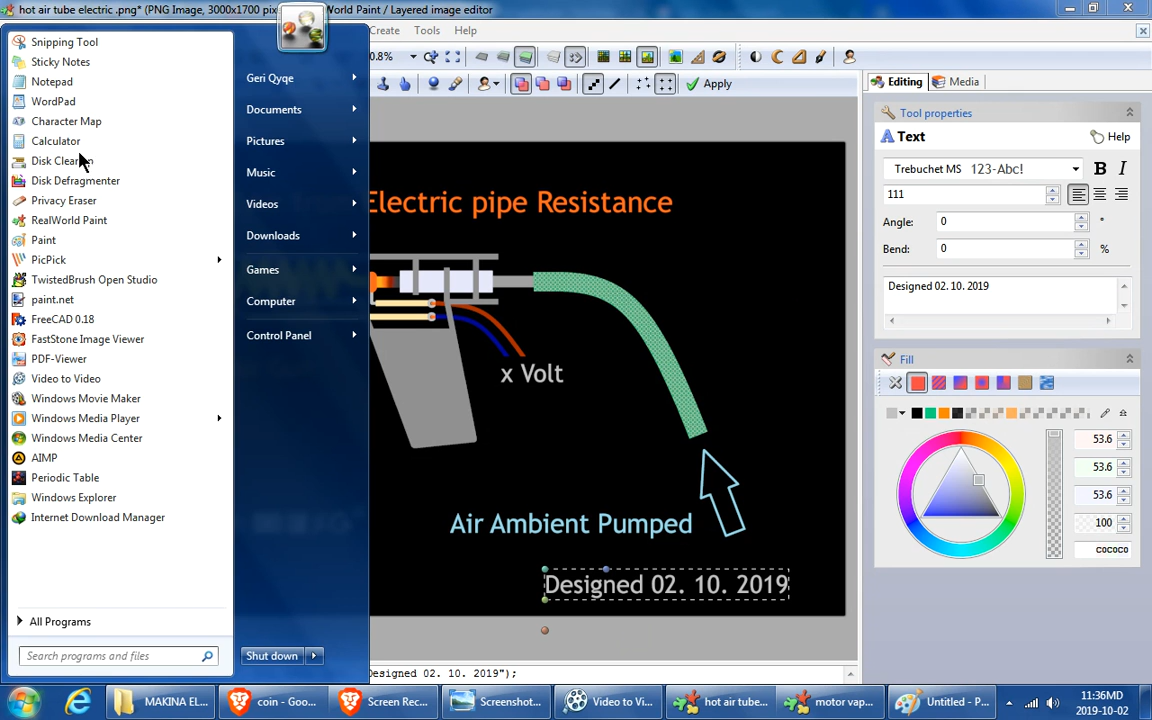 hot air tube electric .png* (PNG Image, 3000x1700 pix
World Paint / Layered image editor
Create
Tools
Help
0.8%
Apply
Snipping Tool
Sticky Notes
Notepad
WordPad
Character Map
Calculator
Disk Clean
Disk Defragmenter
Privacy Eraser
RealWorld Paint
Paint
PicPick
TwistedBrush Open Studio
paint.net
FreeCAD 0.18
FastStone Image Viewer
PDF-Viewer
Video to Video
Windows Movie Maker
Windows Media Player
Windows Media Center
AIMP
Periodic Table
Windows Explorer
Internet Download Manager
All Programs
Search programs and files
Geri Qyqe
Documents
Pictures
Music
Videos
Downloads
Games
Computer
Control Panel
Shut down
Electric pipe Resistance
x Volt
Air Ambient Pumped
Designed 02. 10. 2019
Designed 02. 10. 2019");
Editing
Media
Tool properties
Text
Help
Trebuchet MS 123-Abc!
B I
111
Angle: 0 °
Bend: 0 %
Designed 02. 10. 2019
Fill
53.6
53.6
53.6
100
C0C0C0
MAKINA EL...
coin - Goo...
Screen Rec...
Screenshot...
Video to Vi...
hot air tube...
motor vap...
Untitled - P...
11:36MD
2019-10-02